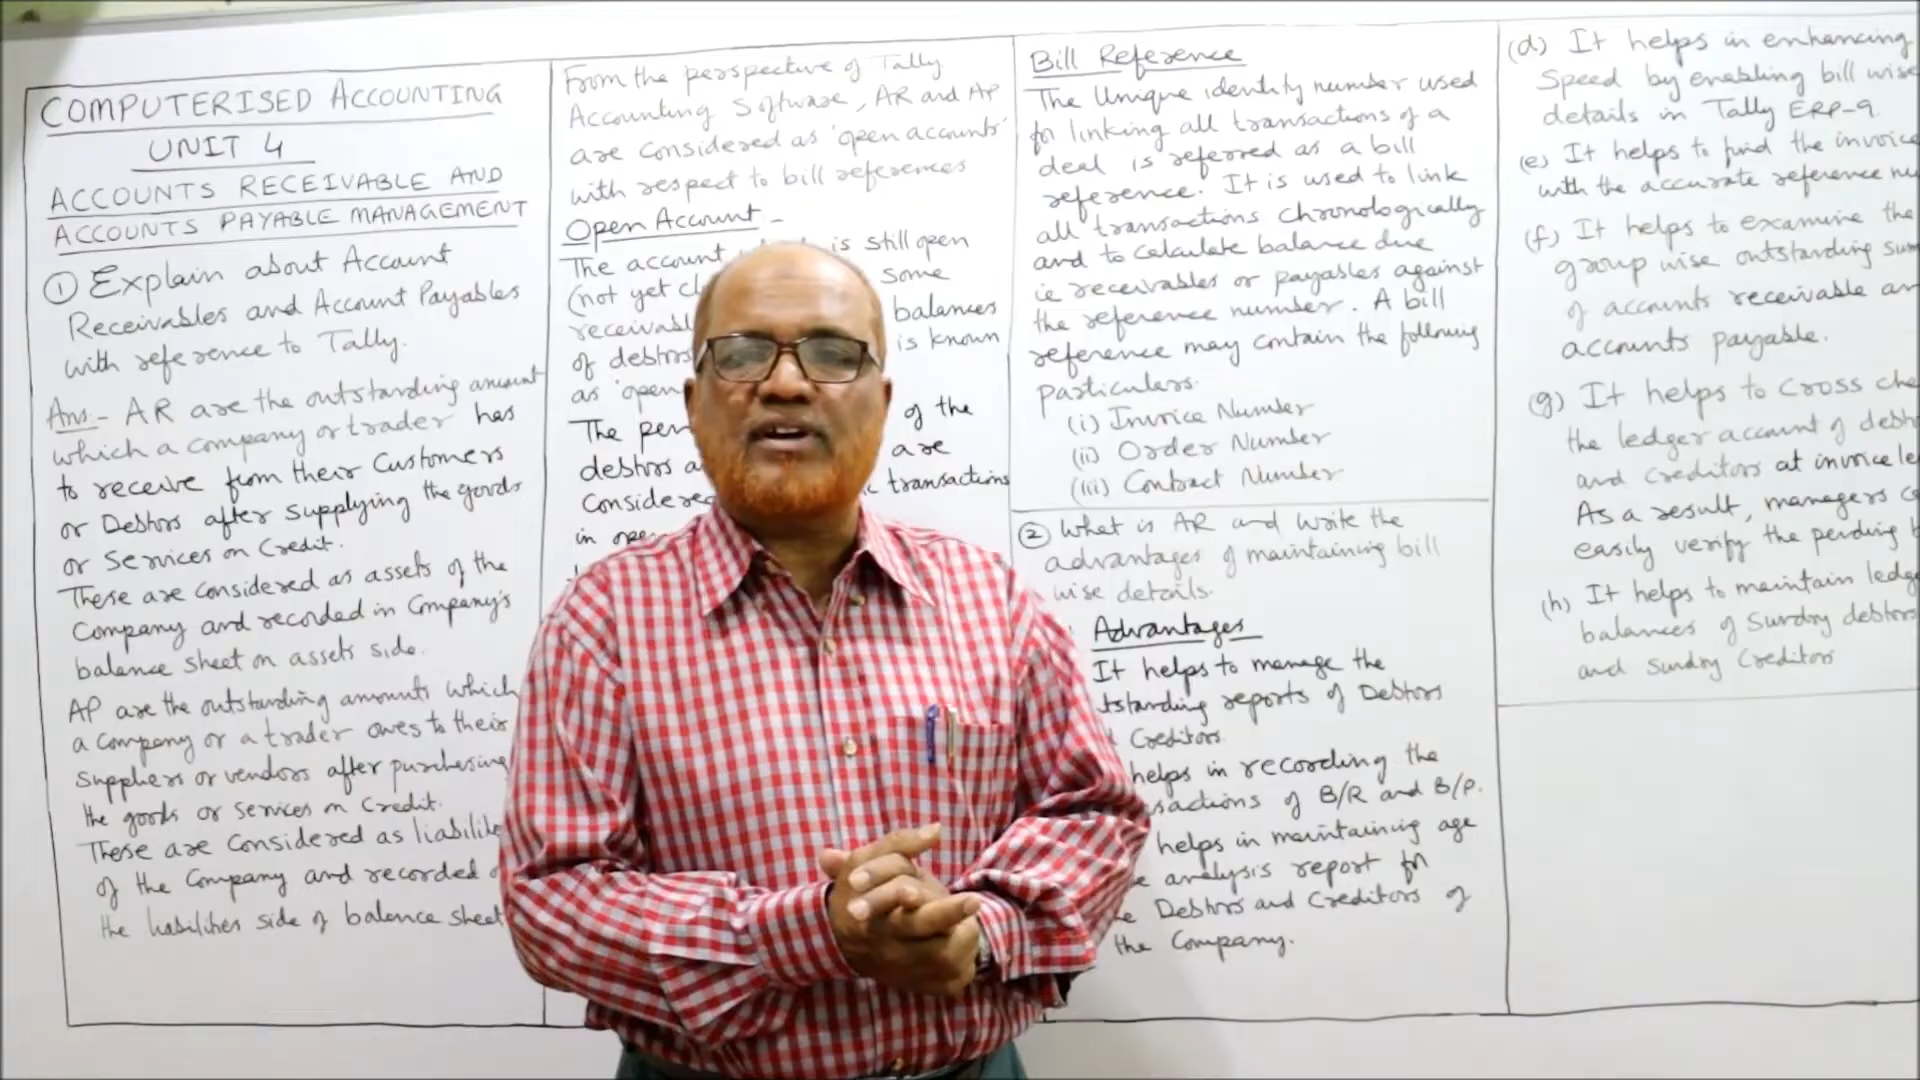 COMPUTERISED ACCOUNTING
UNIT 4
ACCOUNTS RECEIVABLE AND
ACCOUNTS PAYABLE MANAGEMENT
① Explain about Account
Receivables and Account Payables
with reference to Tally.
Ans:- AR are the outstanding amount
which a company or trader has
to receive from their Customers
or Debtors after supplying the goods
or Services on Credit.
These are considered as assets of the
Company and recorded in Company's
balance sheet on assets side.
AP are the outstanding amounts which
a company or a trader owes to their
suppliers or vendors after purchasing
the goods or services on Credit.
These are considered as
of the Company and recorded
the liabilities side of balance sheet
From the perspective of Tally
Accounting Software, AR and AP
are considered as 'open accounts'
with respect to bill references
Open Account -
The account is still open
(not yet some
balances
of debtors is known
as 'open
The of the
debtors are
transactions
in
Bill Reference
The Unique identity number used
for linking all transactions of a
deal is referred as a bill
reference. It is used to link
all transactions chronologically
and to calculate balance due
ie receivables or payables against
the reference number. A bill
reference may contain the following
particulars.
(i) Invoice Number
(ii) Order Number
(iii) Contract Number
② What is AR and write the
advantages of maintaining bill
wise details.
Advantages
It helps to manage the
reports of Debtors
Creditors.
helps in recording the
of B/R and B/P.
helps in maintaining age
analysis report for
Debtors and Creditors of
the Company.
(d) It helps in enhancing
Speed by enabling bill wise
details in Tally ERP-9.
(e) It helps to find the invoice
with the accurate reference
(f) It helps to examine the
group wise outstanding
of accounts receivable
accounts payable.
(g) It helps to cross
the ledger account of
and creditors at invoice
As a result, managers
easily verify the pending
(h) It helps to maintain
balances of Sundry debtors
and Sundry Creditors